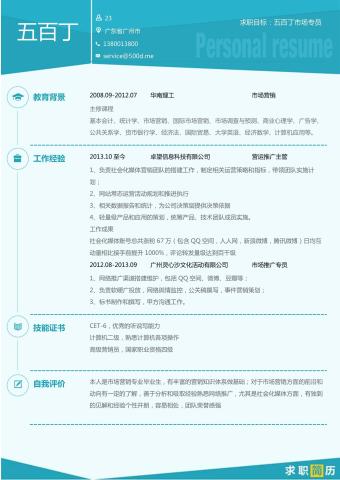 五百丁
23
广东省广州市
1380013800
service@500d.me
求职目标：五百丁市场专员
Personal resume
教育背景
2008.09-2012.07 华南理工 市场营销
主修课程
基本会计、统计学、市场营销、国际市场营销、市场调查与预测、商业心理学、广告学、
公共关系学、货币银行学、经济法、国际贸易、大学英语、经济数学、计算机应用等。
工作经验
2013.10 至今 卓望信息科技有限公司 营运推广主管
1、负责社会化媒体营销团队的搭建工作，制定相关运营策略和指标，带领团队实施计
划；
2、网站常态运营活动规划和推进执行
3、相关数据报告和统计，为公司决策层提供决策依据
4、轻量级产品和应用的策划，统筹产品、技术团队成员实施。
工作成果
社会化媒体账号总共涨粉 67 万（包含 QQ 空间，人人网，新浪微博，腾讯微博）日均互
动量相比接手前提升 1000%，评论转发量级达到百千级
2012.08-2013.09 广州灵心沙文化活动有限公司 市场推广专员
1、网络推广渠道搭建维护，包括 QQ 空间、微博、豆瓣等；
2、负责软硬广投放，网络舆情监控，公关稿撰写，事件营销策划；
3、标书制作和撰写，甲方沟通工作。
技能证书
CET-6，优秀的听说写能力
计算机二级，熟悉计算机各项操作
高级营销员，国家职业资格四级
自我评价
本人是市场营销专业毕业生，有丰富的营销知识体系做基础；对于市场营销方面的前沿和
动向有一定的了解，善于分析和吸取经验熟悉网络推广，尤其是社会化媒体方面，有独到
的见解和经验个性开朗，容易相处，团队荣誉感强
求职简历